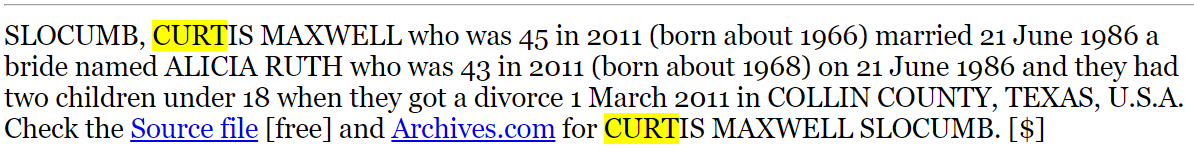 SLOCUMB, CURTIS MAXWELL who was 45 in 2011 (born about 1966) married 21 June 1986 a
bride named ALICIA RUTH who was 43 in 2011 (born about 1968) on 21 June 1986 and they had
two children under 18 when they got a divorce 1 March 2011 in COLLIN COUNTY, TEXAS, U.S.A.
Check the Source file [free] and Archives.com for CURTIS MAXWELL SLOCUMB. [$]